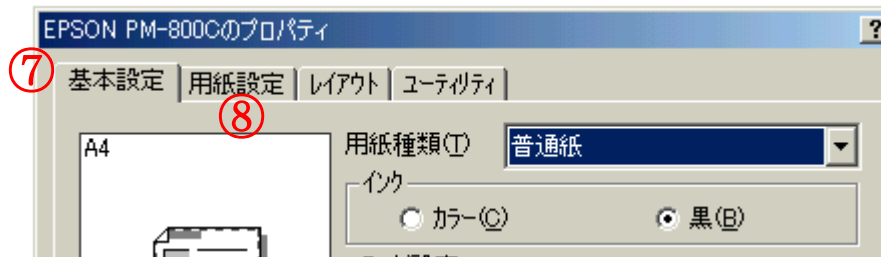 EPSON PM-800Cのプロパティ ?
⑦ 基本設定 用紙設定 レイアウト ユーティリティ
⑧
A4 用紙種類(T) 普通紙
インク
カラー(C) 黒(B)